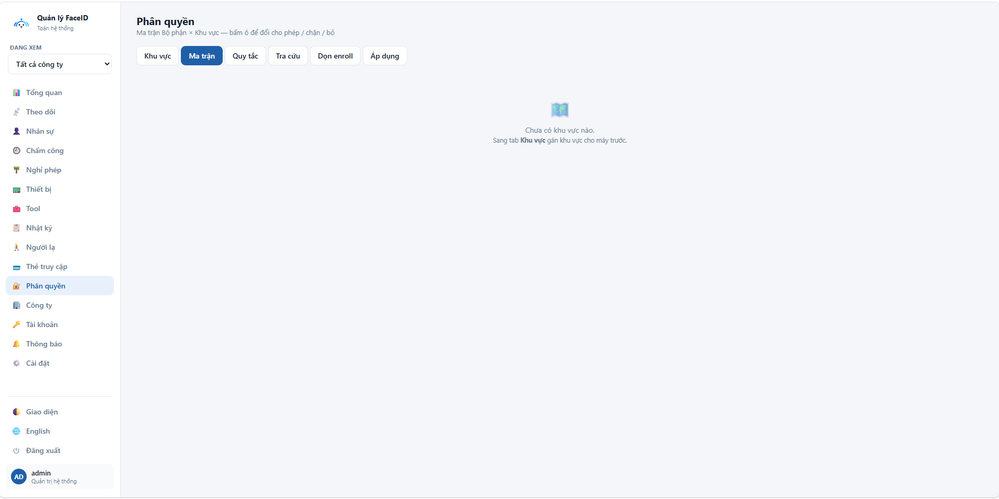 Quản lý FaceID
Toàn hệ thống
ĐANG XEM
Tất cả công ty
Tổng quan
Theo dõi
Nhân sự
Chấm công
Nghỉ phép
Thiết bị
Tool
Nhật ký
Người lạ
Thẻ truy cập
Phân quyền
Công ty
Tài khoản
Thông báo
Cài đặt
Giao diện
English
Đăng xuất
AD
admin
Quản trị hệ thống
Phân quyền
Ma trận Bộ phận × Khu vực — bấm ô để đổi cho phép / chặn / bỏ
Khu vực Ma trận Quy tắc Tra cứu Dọn enroll Áp dụng
Chưa có khu vực nào.
Sang tab Khu vực gán khu vực cho máy trước.